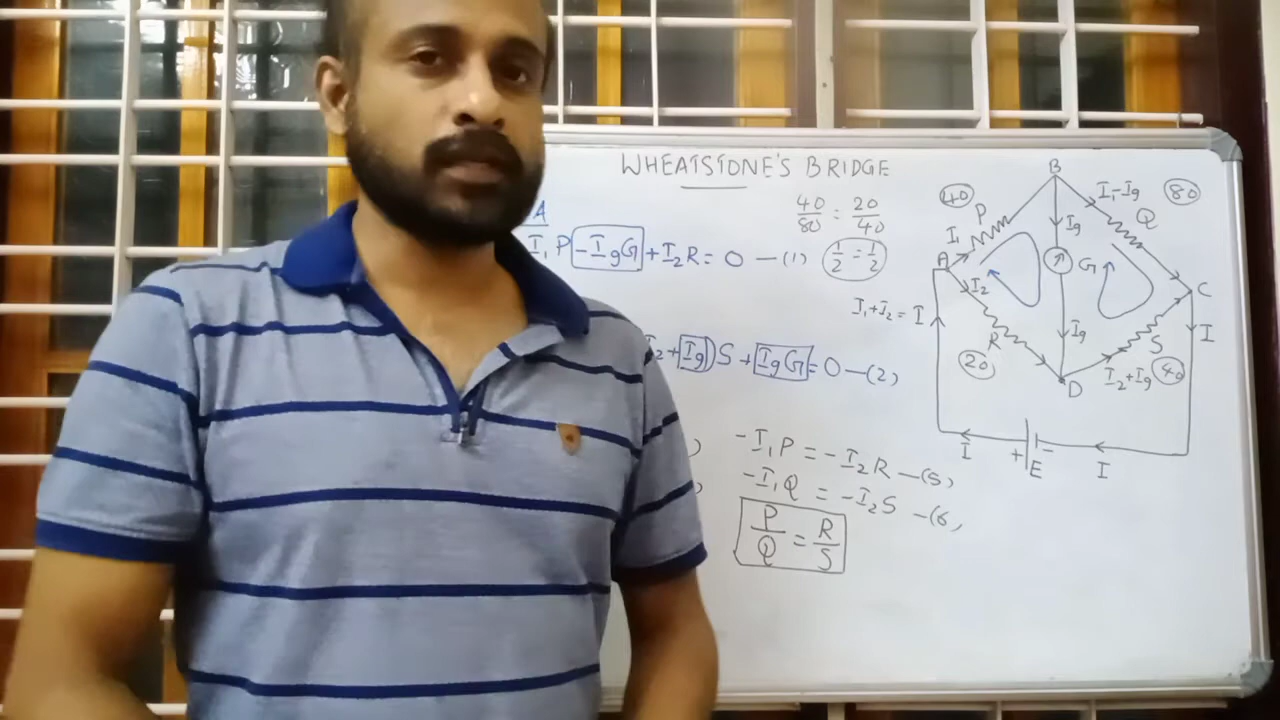 WHEATSTONE'S BRIDGE
A
I₁P - IgG + I₂R = 0 —(1)
40/80 = 20/40
1/2 = 1/2
I₂+Ig)S + IgG = 0 —(2)
) -I₁P = -I₂R —(5)
) -I₁Q = -I₂S —(6)
P/Q = R/S
B
40
P
I₁-Ig
80
I₁
Ig
Q
A
G
I₂
C
I₁+I₂ = I
Ig
I
R
S
20
I₂+Ig
40
D
I
+
E
-
I